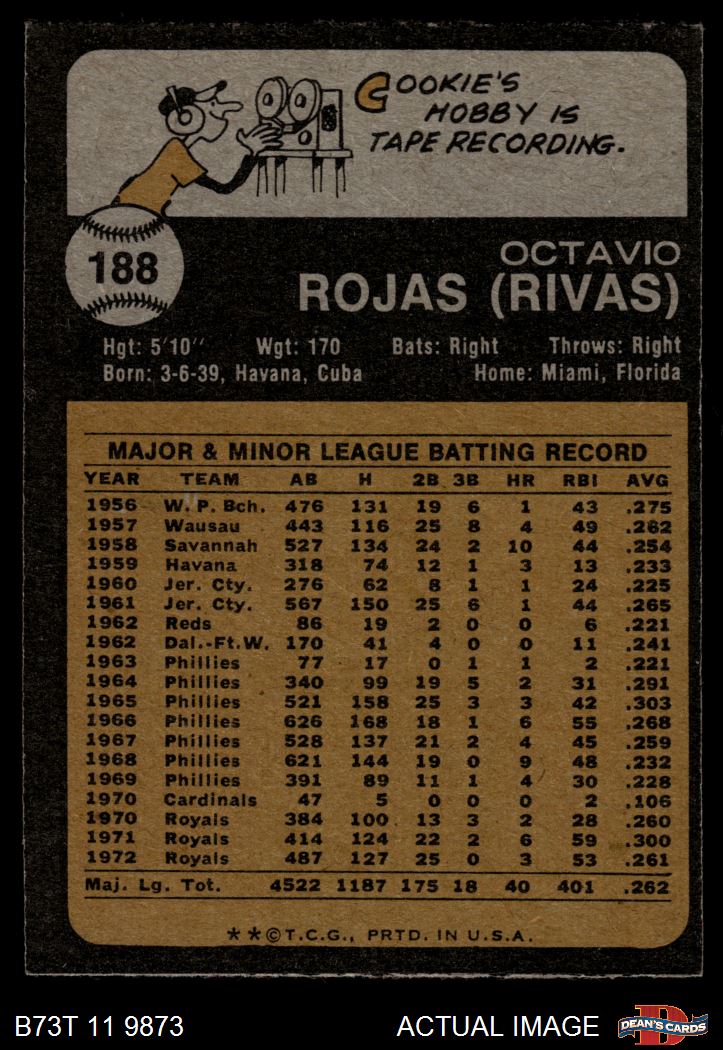 COOKIE'S
HOBBY IS
TAPE RECORDING.
188
OCTAVIO
ROJAS (RIVAS)
Hgt: 5'10" Wgt: 170 Bats: Right Throws: Right
Born: 3-6-39, Havana, Cuba Home: Miami, Florida
MAJOR & MINOR LEAGUE BATTING RECORD
YEAR TEAM AB H 2B 3B HR RBI AVG
1956 W. P. Bch. 476 131 19 6 1 43 .275
1957 Wausau 443 116 25 8 4 49 .262
1958 Savannah 527 134 24 2 10 44 .254
1959 Havana 318 74 12 1 3 13 .233
1960 Jer. Cty. 276 62 8 1 1 24 .225
1961 Jer. Cty. 567 150 25 6 1 44 .265
1962 Reds 86 19 2 0 0 6 .221
1962 Dal.-Ft.W. 170 41 4 0 0 11 .241
1963 Phillies 77 17 0 1 1 2 .221
1964 Phillies 340 99 19 5 2 31 .291
1965 Phillies 521 158 25 3 3 42 .303
1966 Phillies 626 168 18 1 6 55 .268
1967 Phillies 528 137 21 2 4 45 .259
1968 Phillies 621 144 19 0 9 48 .232
1969 Phillies 391 89 11 1 4 30 .228
1970 Cardinals 47 5 0 0 0 2 .106
1970 Royals 384 100 13 3 2 28 .260
1971 Royals 414 124 22 2 6 59 .300
1972 Royals 487 127 25 0 3 53 .261
Maj. Lg. Tot. 4522 1187 175 18 40 401 .262
**©T.C.G., PRTD. IN U.S.A.
B73T 11 9873 ACTUAL IMAGE D DEAN'S CARDS